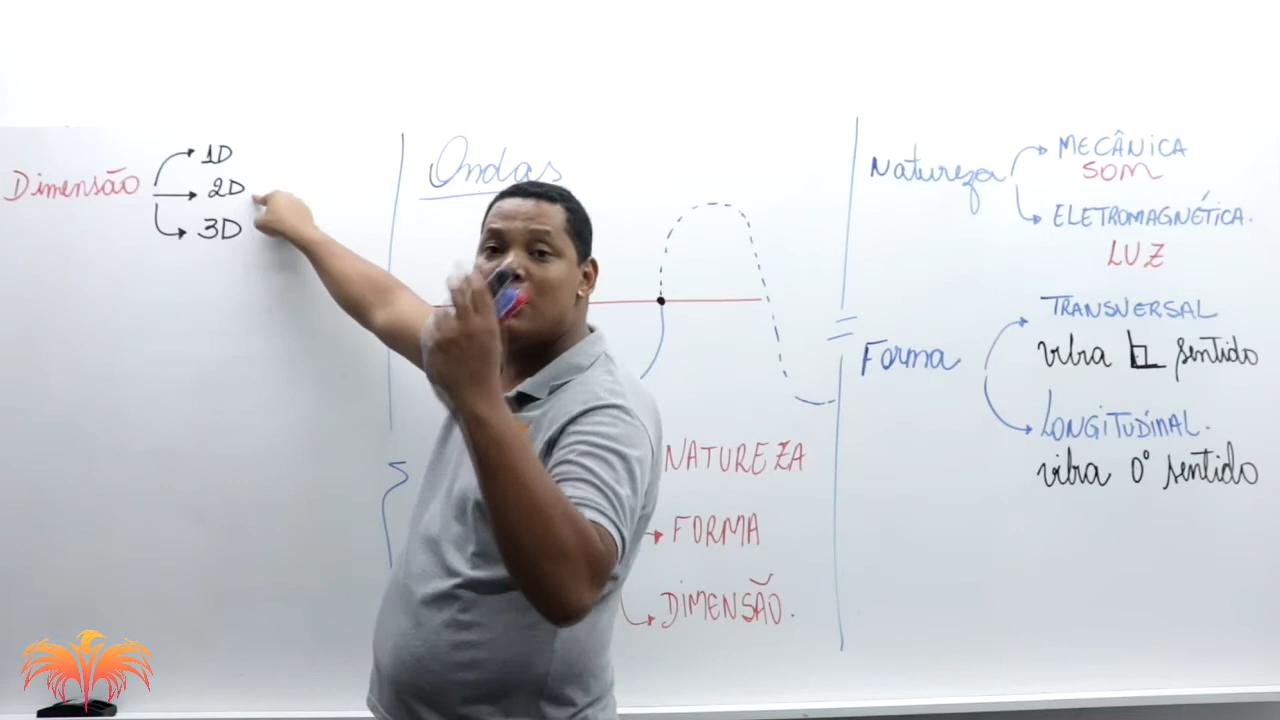 Dimensão
1D
2D
3D
Ondas
NATUREZA
FORMA
DIMENSÃO.
Natureza
MECÂNICA
SOM
ELETROMAGNÉTICA.
LUZ
Forma
TRANSVERSAL
vibra sentido
LONGITUDINAL.
vibra 0° sentido